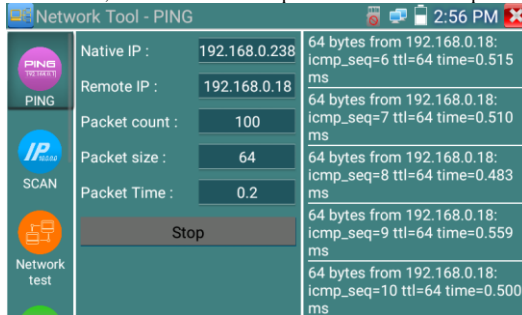 Network Tool - PING
2:56 PM
PING
PING
SCAN
Network
test
Native IP : 192.168.0.238
Remote IP : 192.168.0.18
Packet count : 100
Packet size : 64
Packet Time : 0.2
Stop
64 bytes from 192.168.0.18:
icmp_seq=6 ttl=64 time=0.515
ms
64 bytes from 192.168.0.18:
icmp_seq=7 ttl=64 time=0.510
ms
64 bytes from 192.168.0.18:
icmp_seq=8 ttl=64 time=0.483
ms
64 bytes from 192.168.0.18:
icmp_seq=9 ttl=64 time=0.559
ms
64 bytes from 192.168.0.18:
icmp_seq=10 ttl=64 time=0.500
ms